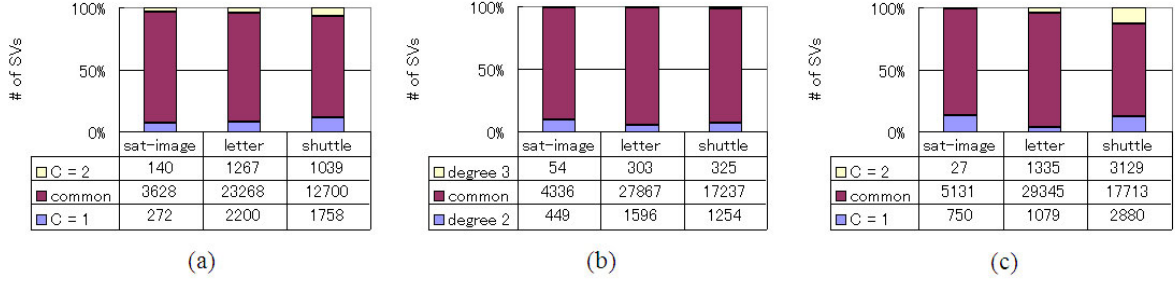 # of SVs
100%
50%
0%
sat-image letter shuttle
C = 2 140 1267 1039
common 3628 23268 12700
C = 1 272 2200 1758
(a)
# of SVs
100%
50%
0%
sat-image letter shuttle
degree 3 54 303 325
common 4336 27867 17237
degree 2 449 1596 1254
(b)
# of SVs
100%
50%
0%
sat-image letter shuttle
C = 2 27 1335 3129
common 5131 29345 17713
C = 1 750 1079 2880
(c)